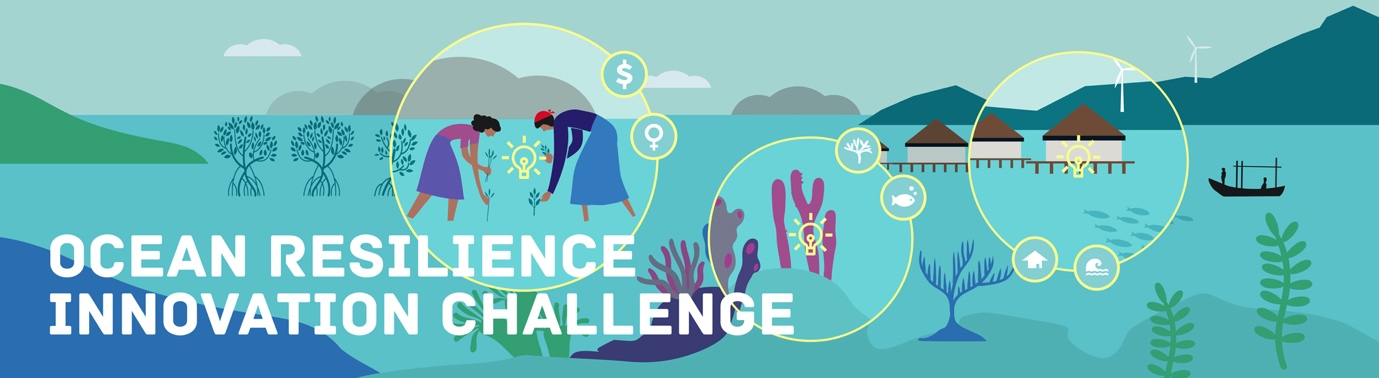 $
OCEAN RESILIENCE
INNOVATION CHALLENGE